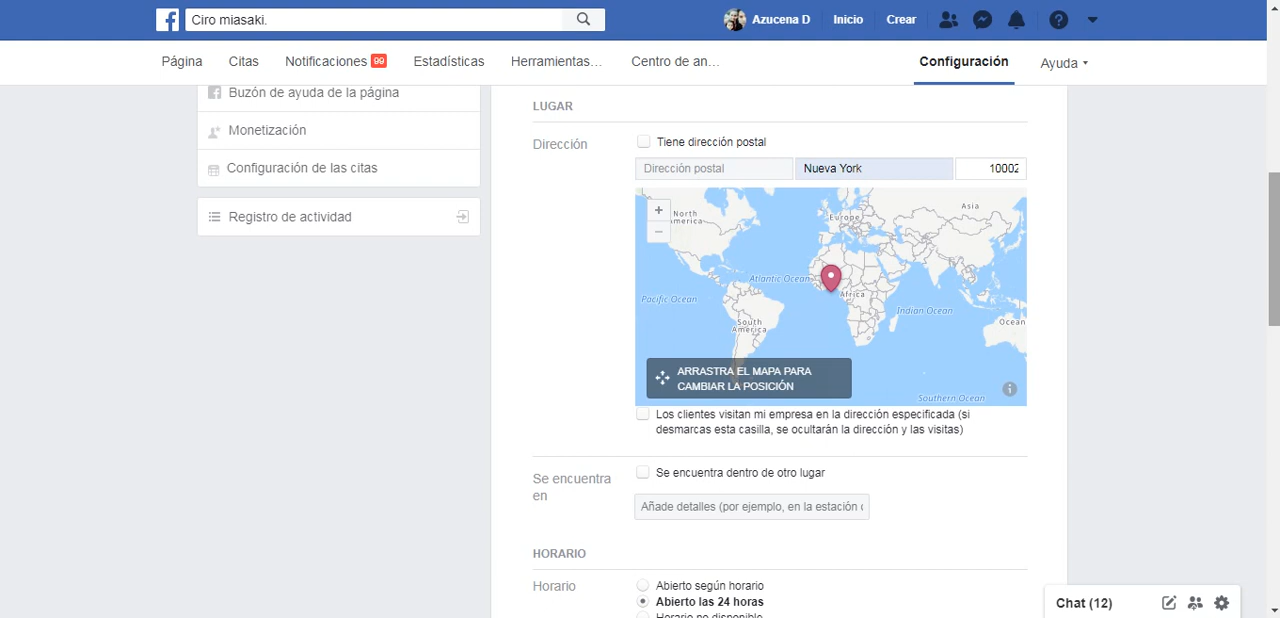 Ciro miasaki.
Azucena D
Inicio
Crear
Página
Citas
Notificaciones 99
Estadísticas
Herramientas...
Centro de an...
Configuración
Ayuda
Buzón de ayuda de la página
Monetización
Configuración de las citas
Registro de actividad
LUGAR
Dirección
Tiene dirección postal
Dirección postal
Nueva York
10002
+
−
North
America
Europe
Asia
Atlantic Ocean
Africa
Pacific Ocean
Indian Ocean
South
America
Ocean
Southern Ocean
ARRASTRA EL MAPA PARA
CAMBIAR LA POSICIÓN
Los clientes visitan mi empresa en la dirección especificada (si
desmarcas esta casilla, se ocultarán la dirección y las visitas)
Se encuentra
en
Se encuentra dentro de otro lugar
Añade detalles (por ejemplo, en la estación
HORARIO
Horario
Abierto según horario
Abierto las 24 horas
Horario no disponible
Chat (12)